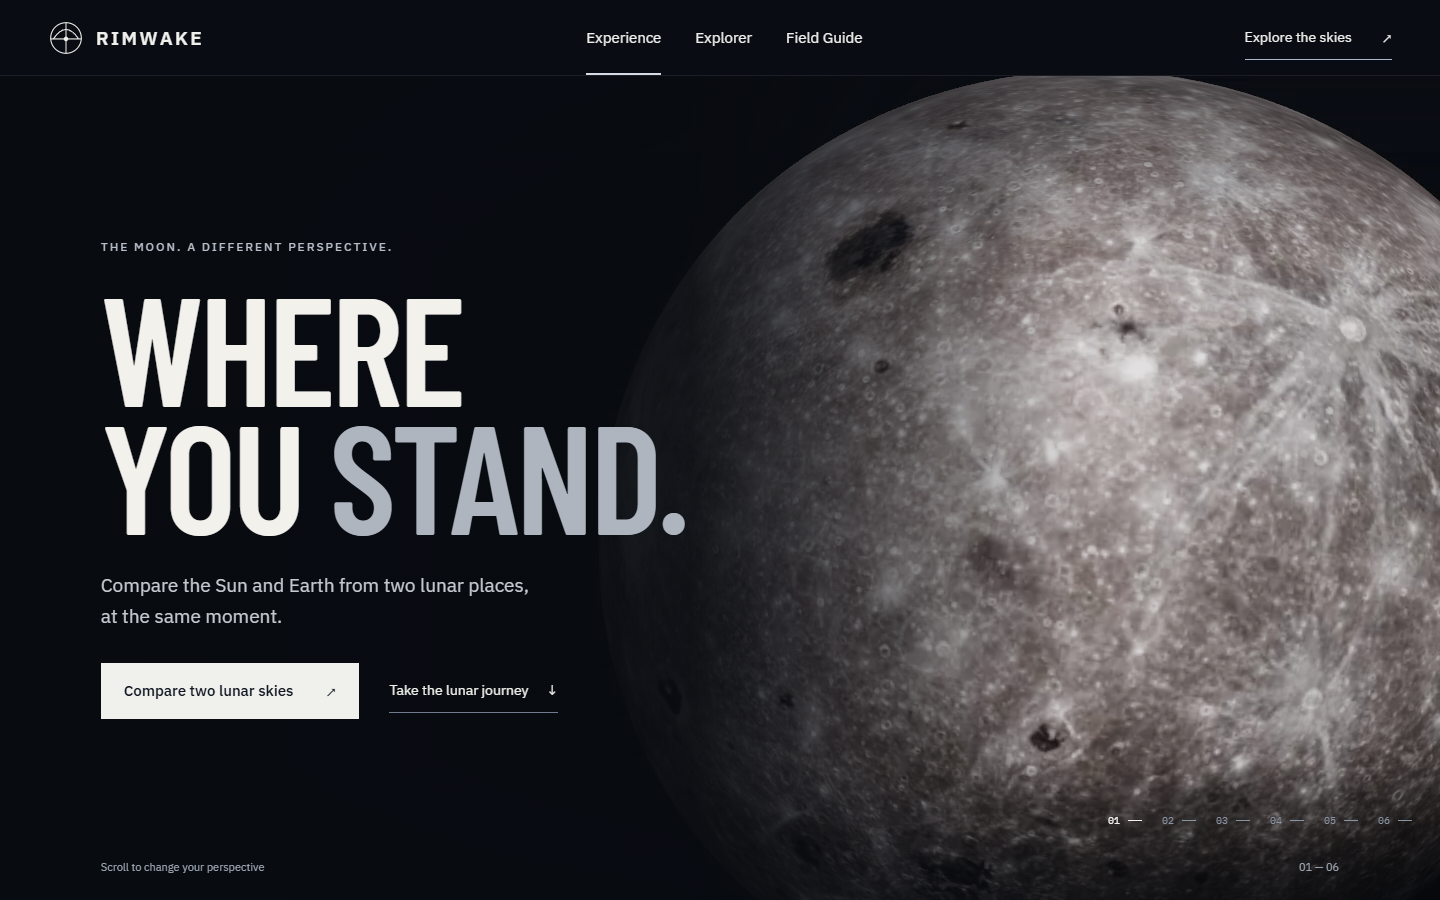 RIMWAKE
Experience
Explorer
Field Guide
Explore the skies ↗
THE MOON. A DIFFERENT PERSPECTIVE.
WHERE
YOU STAND.
Compare the Sun and Earth from two lunar places,
at the same moment.
Compare two lunar skies ↗
Take the lunar journey ↓
01 — 02 — 03 — 04 — 05 — 06 —
Scroll to change your perspective
01 — 06